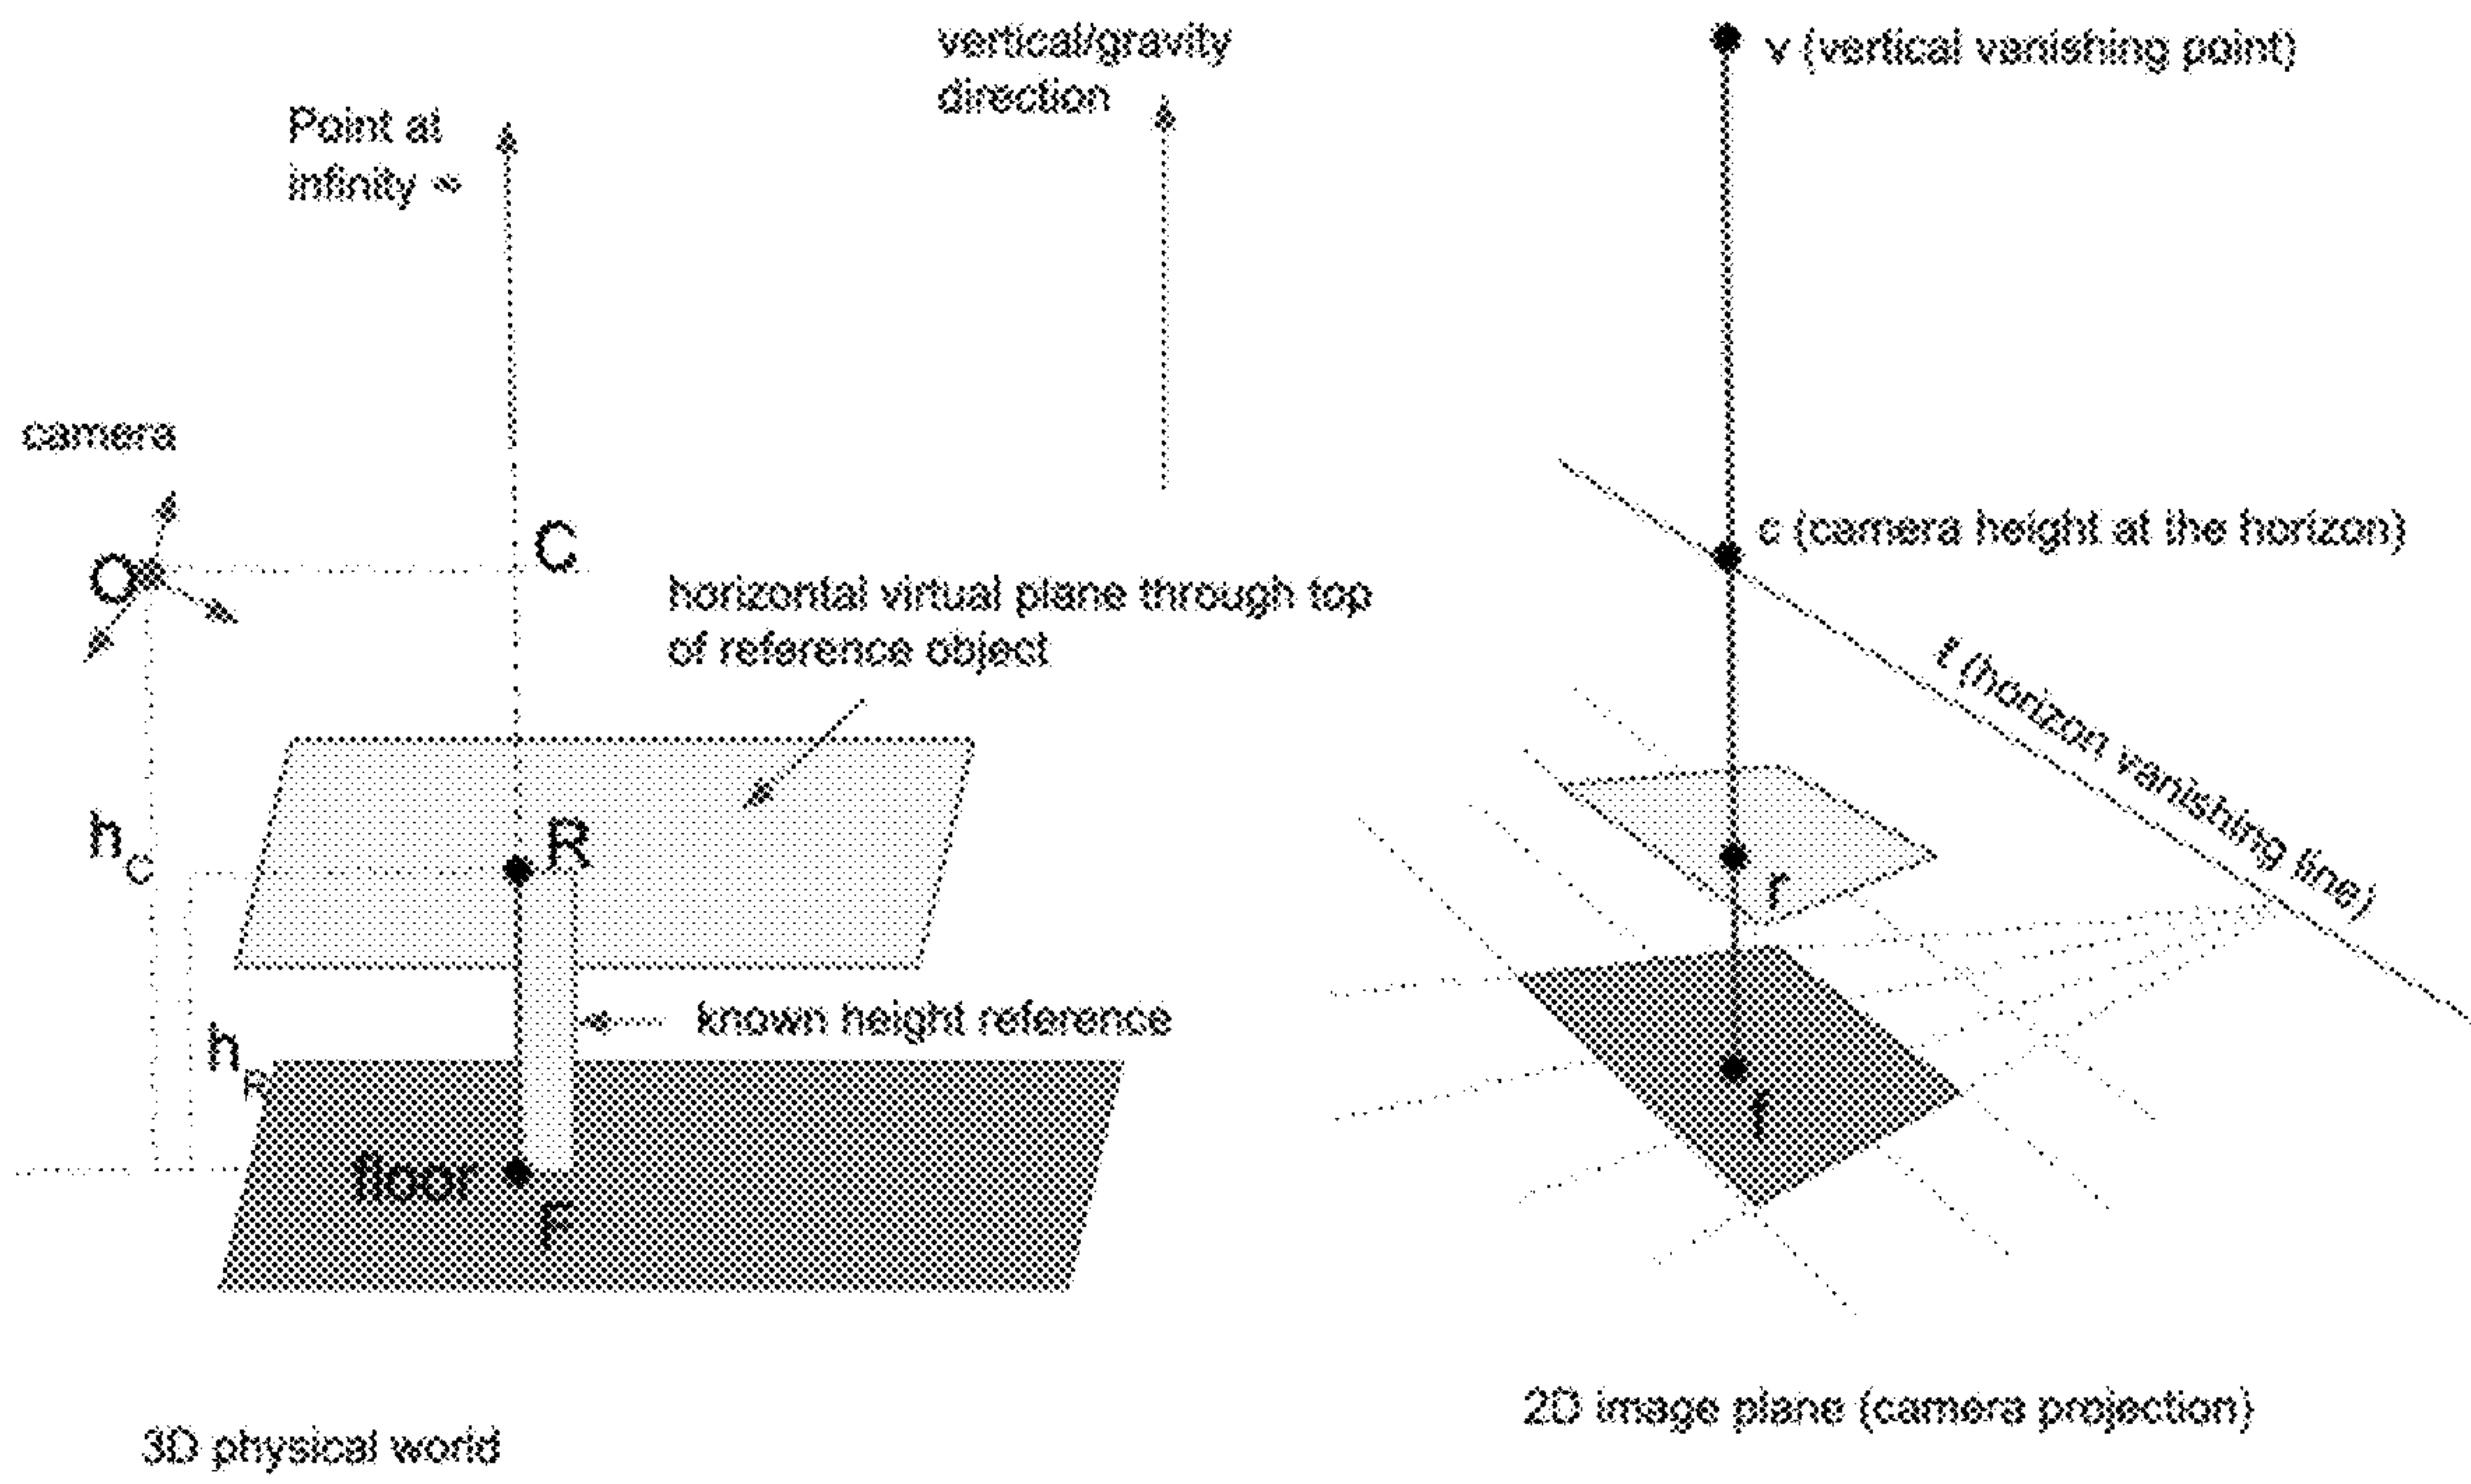 vertical/gravity
direction
v (vertical vanishing point)
Point at
infinity ∞
camera
C
c (camera height at the horizon)
O
horizontal virtual plane through top
of reference object
ℓ (horizon vanishing line)
R
h_C
r
known height reference
h_R
f
floor
F
2D image plane (camera projection)
3D physical world